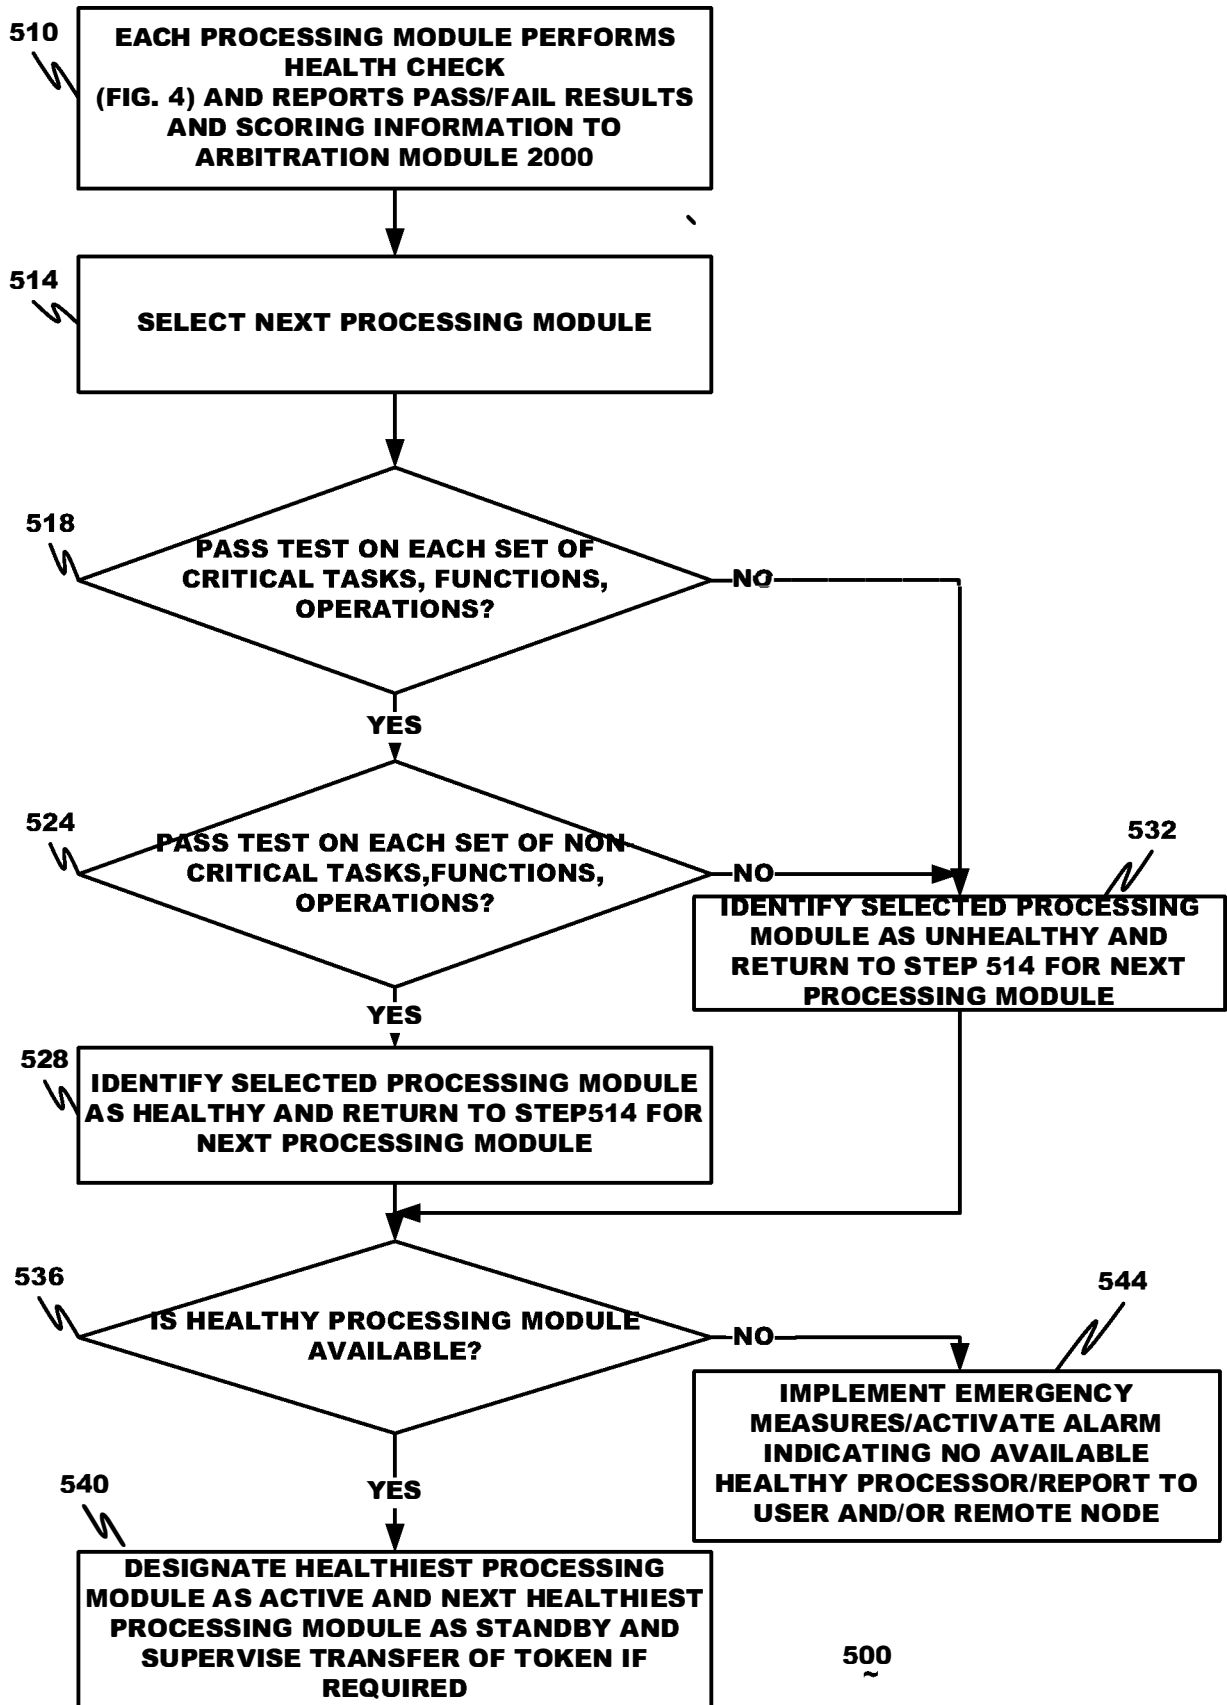 510
EACH PROCESSING MODULE PERFORMS
HEALTH CHECK
(FIG. 4) AND REPORTS PASS/FAIL RESULTS
AND SCORING INFORMATION TO
ARBITRATION MODULE 2000
514
SELECT NEXT PROCESSING MODULE
518
PASS TEST ON EACH SET OF
CRITICAL TASKS, FUNCTIONS,
OPERATIONS?
NO
YES
524
PASS TEST ON EACH SET OF NON-
CRITICAL TASKS,FUNCTIONS,
OPERATIONS?
NO
532
IDENTIFY SELECTED PROCESSING
MODULE AS UNHEALTHY AND
RETURN TO STEP 514 FOR NEXT
PROCESSING MODULE
YES
528
IDENTIFY SELECTED PROCESSING MODULE
AS HEALTHY AND RETURN TO STEP514 FOR
NEXT PROCESSING MODULE
536
IS HEALTHY PROCESSING MODULE
AVAILABLE?
NO
544
IMPLEMENT EMERGENCY
MEASURES/ACTIVATE ALARM
INDICATING NO AVAILABLE
HEALTHY PROCESSOR/REPORT TO
USER AND/OR REMOTE NODE
YES
540
DESIGNATE HEALTHIEST PROCESSING
MODULE AS ACTIVE AND NEXT HEALTHIEST
PROCESSING MODULE AS STANDBY AND
SUPERVISE TRANSFER OF TOKEN IF
REQUIRED
500